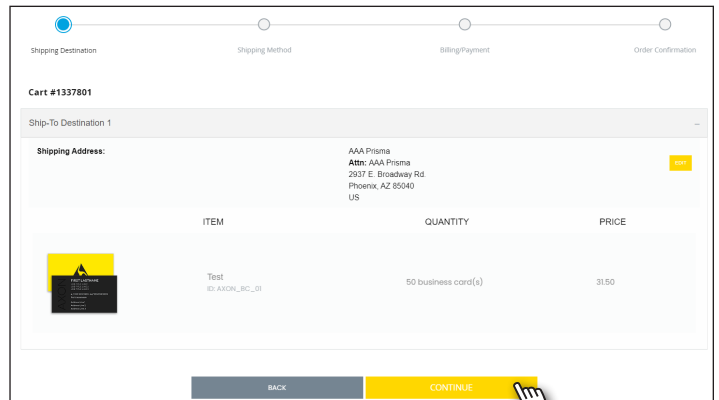 Shipping Destination
Shipping Method
Billing/Payment
Order Confirmation
Cart #1337801
Ship-To Destination 1
Shipping Address:
AAA Prisma
Attn: AAA Prisma
2937 E. Broadway Rd.
Phoenix, AZ 85040
US
EDIT
ITEM
QUANTITY
PRICE
FIRST LASTNAME
Test
ID: AXON_BC_01
50 business card(s)
31.50
BACK
CONTINUE